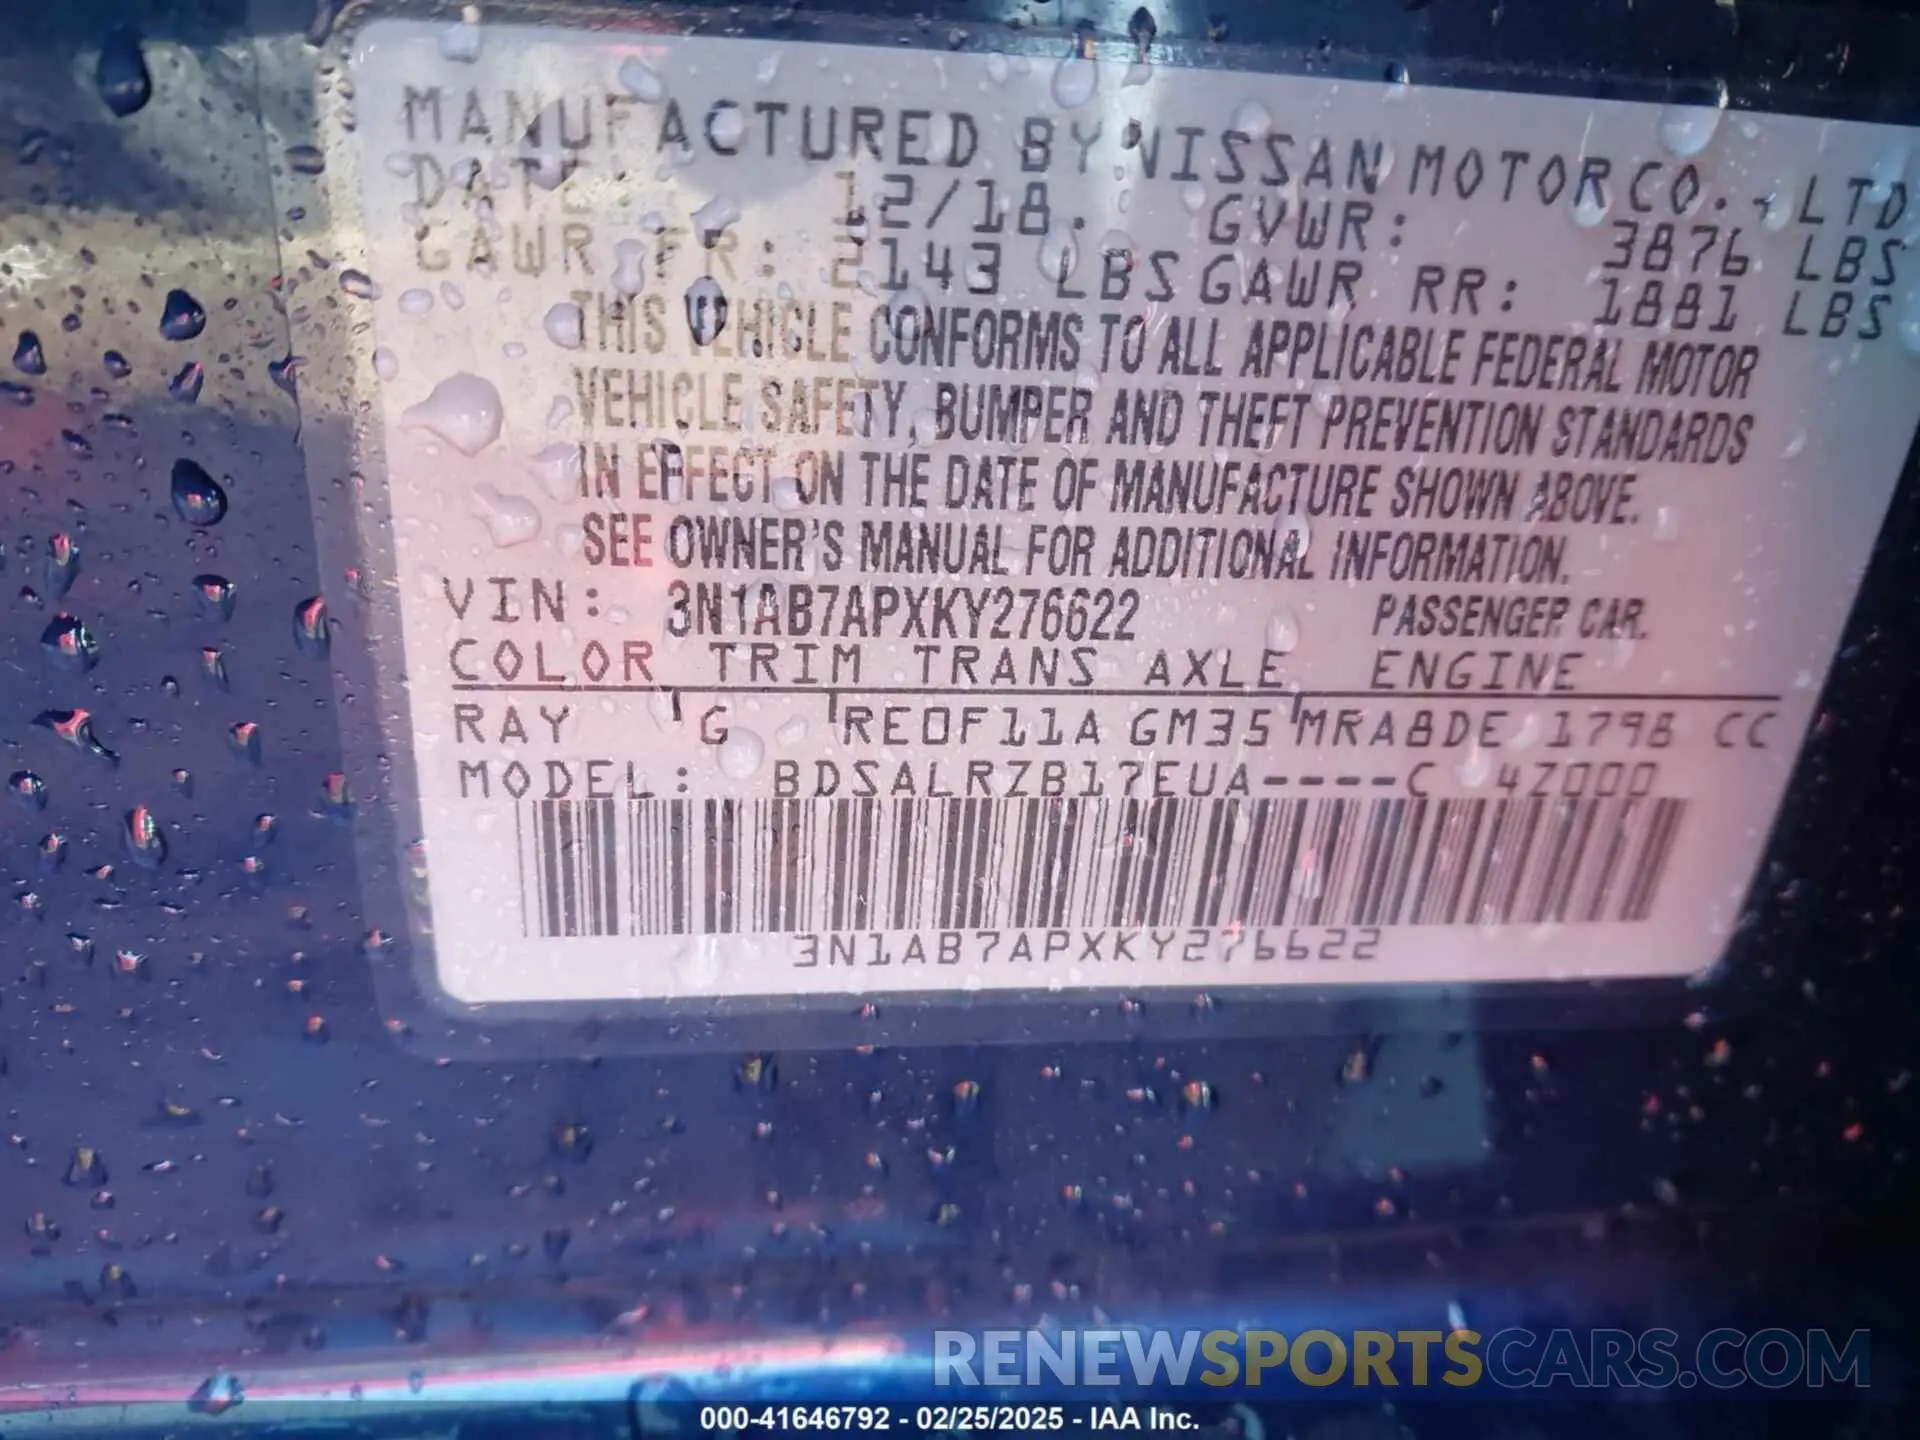 MANUFACTURED BY NISSAN MOTOR CO., LTD
DATE: 12/18. GVWR: 3876 LBS
GAWR FR: 2143 LBS GAWR RR: 1881 LBS
THIS VEHICLE CONFORMS TO ALL APPLICABLE FEDERAL MOTOR
VEHICLE SAFETY, BUMPER AND THEFT PREVENTION STANDARDS
IN EFFECT ON THE DATE OF MANUFACTURE SHOWN ABOVE.
SEE OWNER'S MANUAL FOR ADDITIONAL INFORMATION.
VIN: 3N1AB7APXKY276622 PASSENGER CAR.
COLOR TRIM TRANS AXLE ENGINE
RAY G RE0F11A GM35 MRA8DE 1798 CC
MODEL: BDSALRZB17EUA----C 4Z000
3N1AB7APXKY276622
RENEWSPORTSCARS.COM
000-41646792 - 02/25/2025 - IAA Inc.